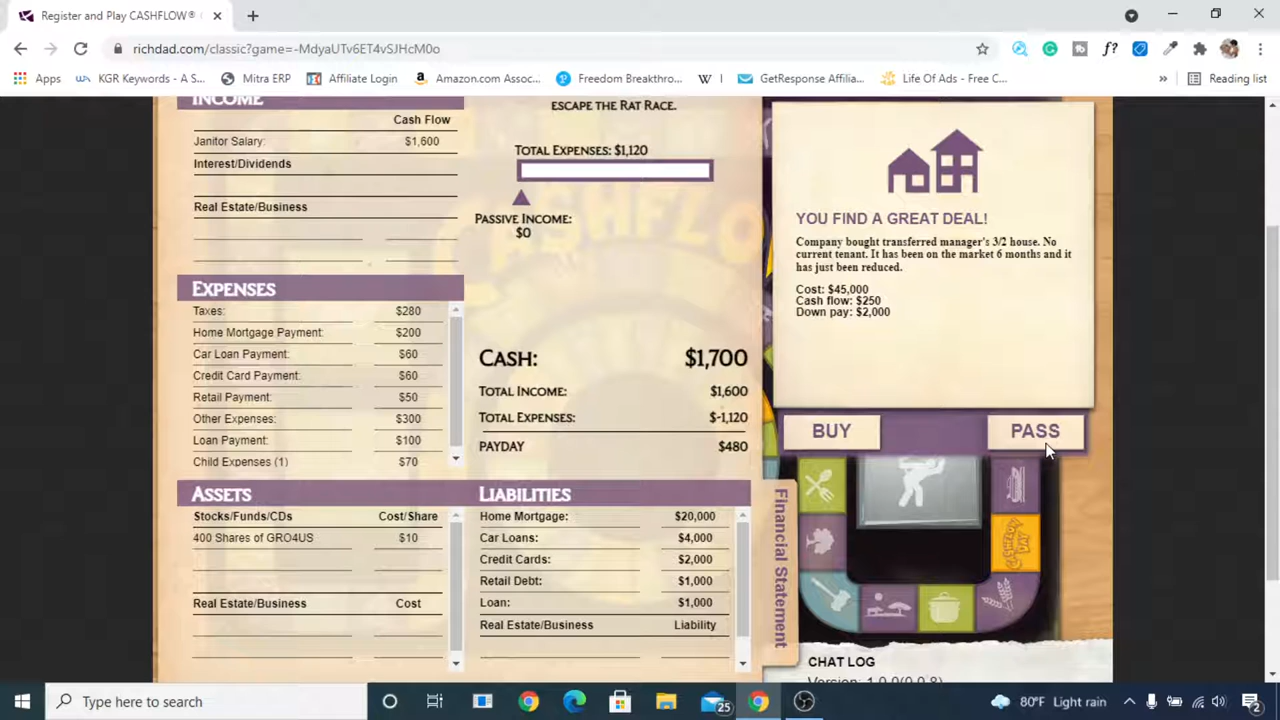 Register and Play CASHFLOW®
richdad.com/classic?game=-MdyaUTv6ET4vSJHcM0o
Apps
KGR Keywords - A S...
Mitra ERP
Affiliate Login
Amazon.com Assoc...
Freedom Breakthro...
GetResponse Affilia...
Life Of Ads - Free C...
»
Reading list
INCOME
Cash Flow
Janitor Salary: $1,600
Interest/Dividends
Real Estate/Business
ESCAPE THE RAT RACE.
TOTAL EXPENSES: $1,120
PASSIVE INCOME:
$0
EXPENSES
Taxes: $280
Home Mortgage Payment: $200
Car Loan Payment: $60
Credit Card Payment: $60
Retail Payment: $50
Other Expenses: $300
Loan Payment: $100
Child Expenses (1) $70
CASH: $1,700
TOTAL INCOME: $1,600
TOTAL EXPENSES: $-1,120
PAYDAY $480
ASSETS
Stocks/Funds/CDs Cost/Share
400 Shares of GRO4US $10
Real Estate/Business Cost
LIABILITIES
Home Mortgage: $20,000
Car Loans: $4,000
Credit Cards: $2,000
Retail Debt: $1,000
Loan: $1,000
Real Estate/Business Liability
Financial Statement
YOU FIND A GREAT DEAL!
Company bought transferred manager's 3/2 house. No
current tenant. It has been on the market 6 months and it
has just been reduced.
Cost: $45,000
Cash flow: $250
Down pay: $2,000
BUY
PASS
CHAT LOG
Version: 1.0.0(0.0.8)
Type here to search
25
80°F Light rain
2